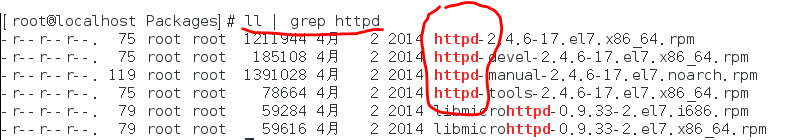 [root@localhost Packages]# ll | grep httpd
-r--r--r--. 75 root root 1211944 4月 2 2014 httpd-2.4.6-17.el7.x86_64.rpm
-r--r--r--. 75 root root 185108 4月 2 2014 httpd-devel-2.4.6-17.el7.x86_64.rpm
-r--r--r--. 119 root root 1391028 4月 2 2014 httpd-manual-2.4.6-17.el7.noarch.rpm
-r--r--r--. 75 root root 78664 4月 2 2014 httpd-tools-2.4.6-17.el7.x86_64.rpm
-r--r--r--. 79 root root 59284 4月 2 2014 libmicrohttpd-0.9.33-2.el7.i686.rpm
-r--r--r--. 79 root root 59616 4月 2 2014 libmicrohttpd-0.9.33-2.el7.x86_64.rpm